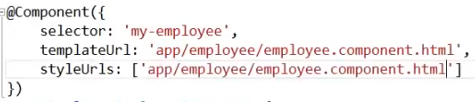 @Component({
    selector: 'my-employee',
    templateUrl: 'app/employee/employee.component.html',
    styleUrls: ['app/employee/employee.component.html']
})